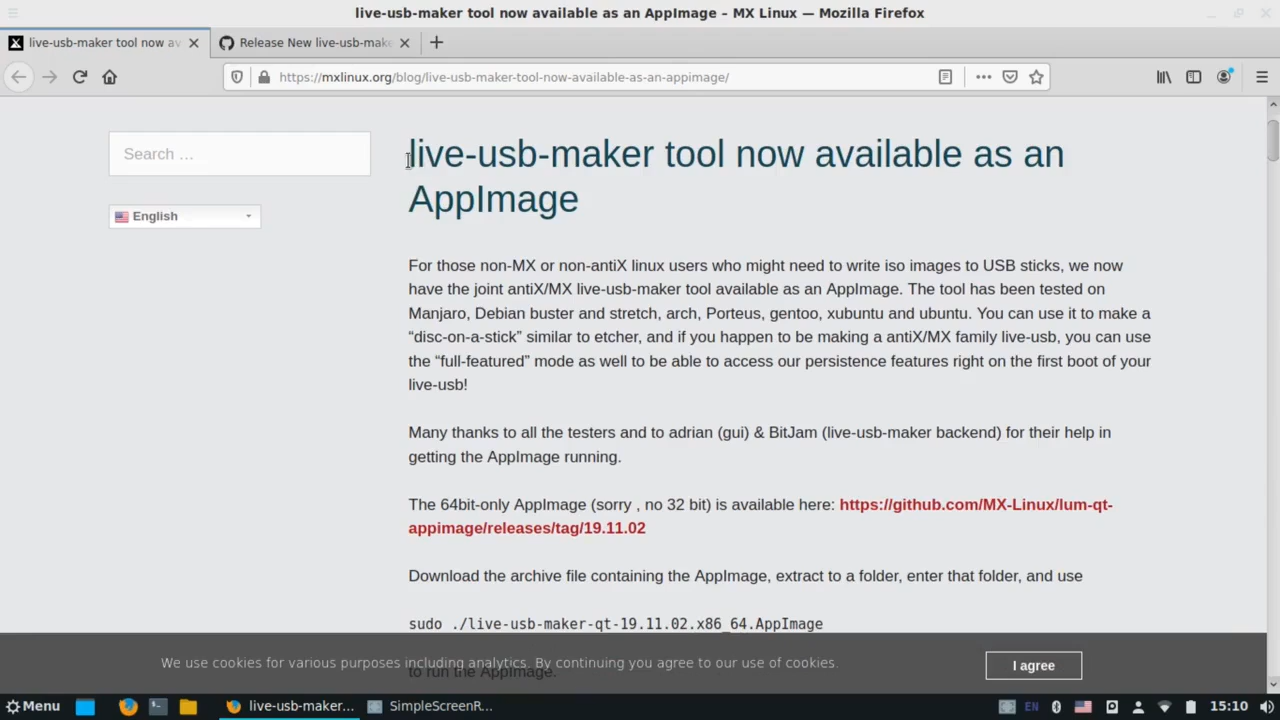 live-usb-maker tool now available as an AppImage – MX Linux — Mozilla Firefox
live-usb-maker tool now av
Release New live-usb-make
https://mxlinux.org/blog/live-usb-maker-tool-now-available-as-an-appimage/
Search …
English
live-usb-maker tool now available as an
AppImage
For those non-MX or non-antiX linux users who might need to write iso images to USB sticks, we now
have the joint antiX/MX live-usb-maker tool available as an AppImage. The tool has been tested on
Manjaro, Debian buster and stretch, arch, Porteus, gentoo, xubuntu and ubuntu. You can use it to make a
“disc-on-a-stick” similar to etcher, and if you happen to be making a antiX/MX family live-usb, you can use
the “full-featured” mode as well to be able to access our persistence features right on the first boot of your
live-usb!
Many thanks to all the testers and to adrian (gui) & BitJam (live-usb-maker backend) for their help in
getting the AppImage running.
The 64bit-only AppImage (sorry , no 32 bit) is available here: https://github.com/MX-Linux/lum-qt-
appimage/releases/tag/19.11.02
Download the archive file containing the AppImage, extract to a folder, enter that folder, and use
sudo ./live-usb-maker-qt-19.11.02.x86_64.AppImage
We use cookies for various purposes including analytics. By continuing you agree to our use of cookies.
I agree
to run the AppImage.
Menu
live-usb-maker...
SimpleScreenR...
EN
15:10